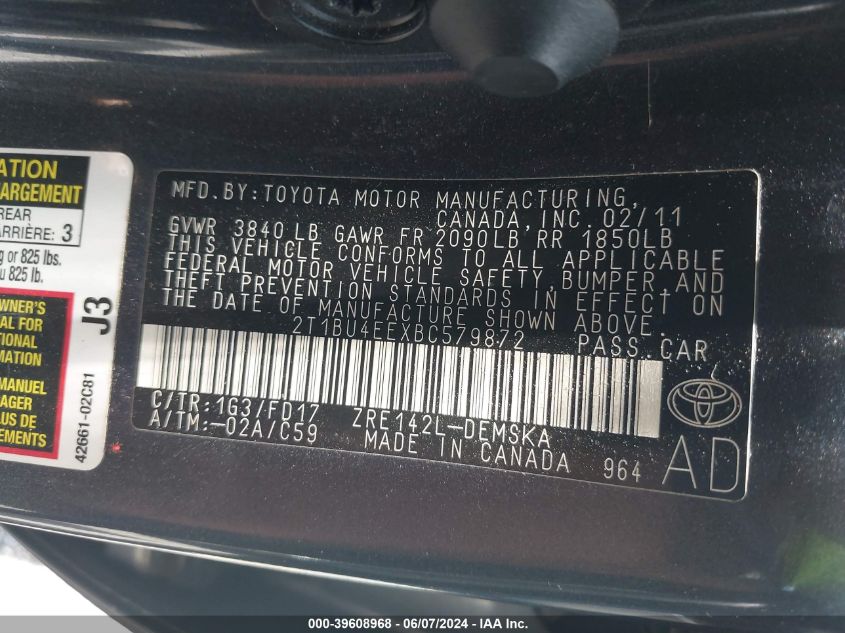 ATION
HARGEMENT
REAR
ARRIÈRE: 3
g or 825 lbs.
u 825 lb.
WNER'S
AL FOR
TIONAL
MATION
MANUEL
AGER
LUS DE
EMENTS
J3
42661-02C81
MFD.BY:TOYOTA MOTOR MANUFACTURING,
CANADA,INC. 02/11
GVWR 3840 LB GAWR FR 2090LB RR 1850LB
THIS VEHICLE CONFORMS TO ALL APPLICABLE
FEDERAL MOTOR VEHICLE SAFETY,BUMPER,AND
THEFT PREVENTION STANDARDS IN EFFECT ON
THE DATE OF MANUFACTURE SHOWN ABOVE.
2T1BU4EEXBC579872 PASS.CAR
C/TR:1G3/FD17 ZRE142L-DEMSKA
A/TM:-02A/C59 MADE IN CANADA 964
AD
000-39608968 - 06/07/2024 - IAA Inc.